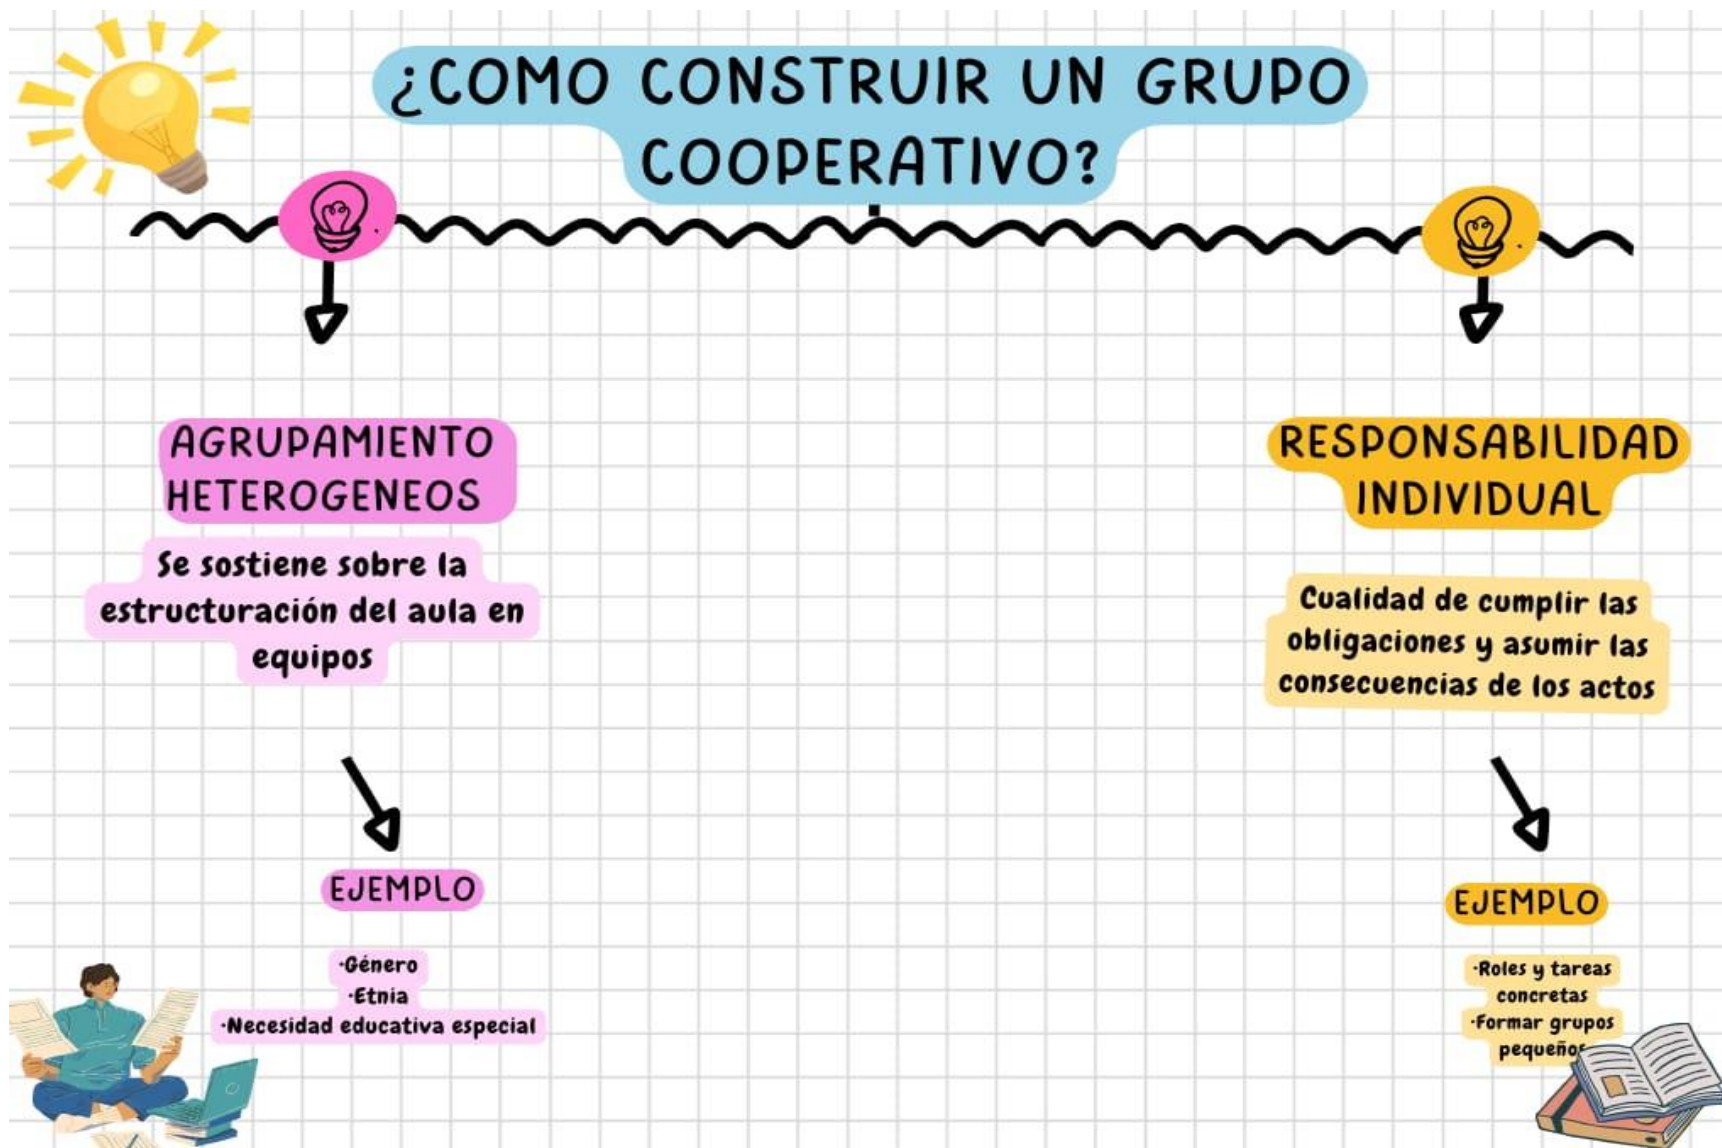 ¿COMO CONSTRUIR UN GRUPO
COOPERATIVO?
AGRUPAMIENTO
HETEROGENEOS
Se sostiene sobre la
estructuración del aula en
equipos
EJEMPLO
·Género
·Etnia
·Necesidad educativa especial
RESPONSABILIDAD
INDIVIDUAL
Cualidad de cumplir las
obligaciones y asumir las
consecuencias de los actos
EJEMPLO
·Roles y tareas
concretas
·Formar grupos
pequeños